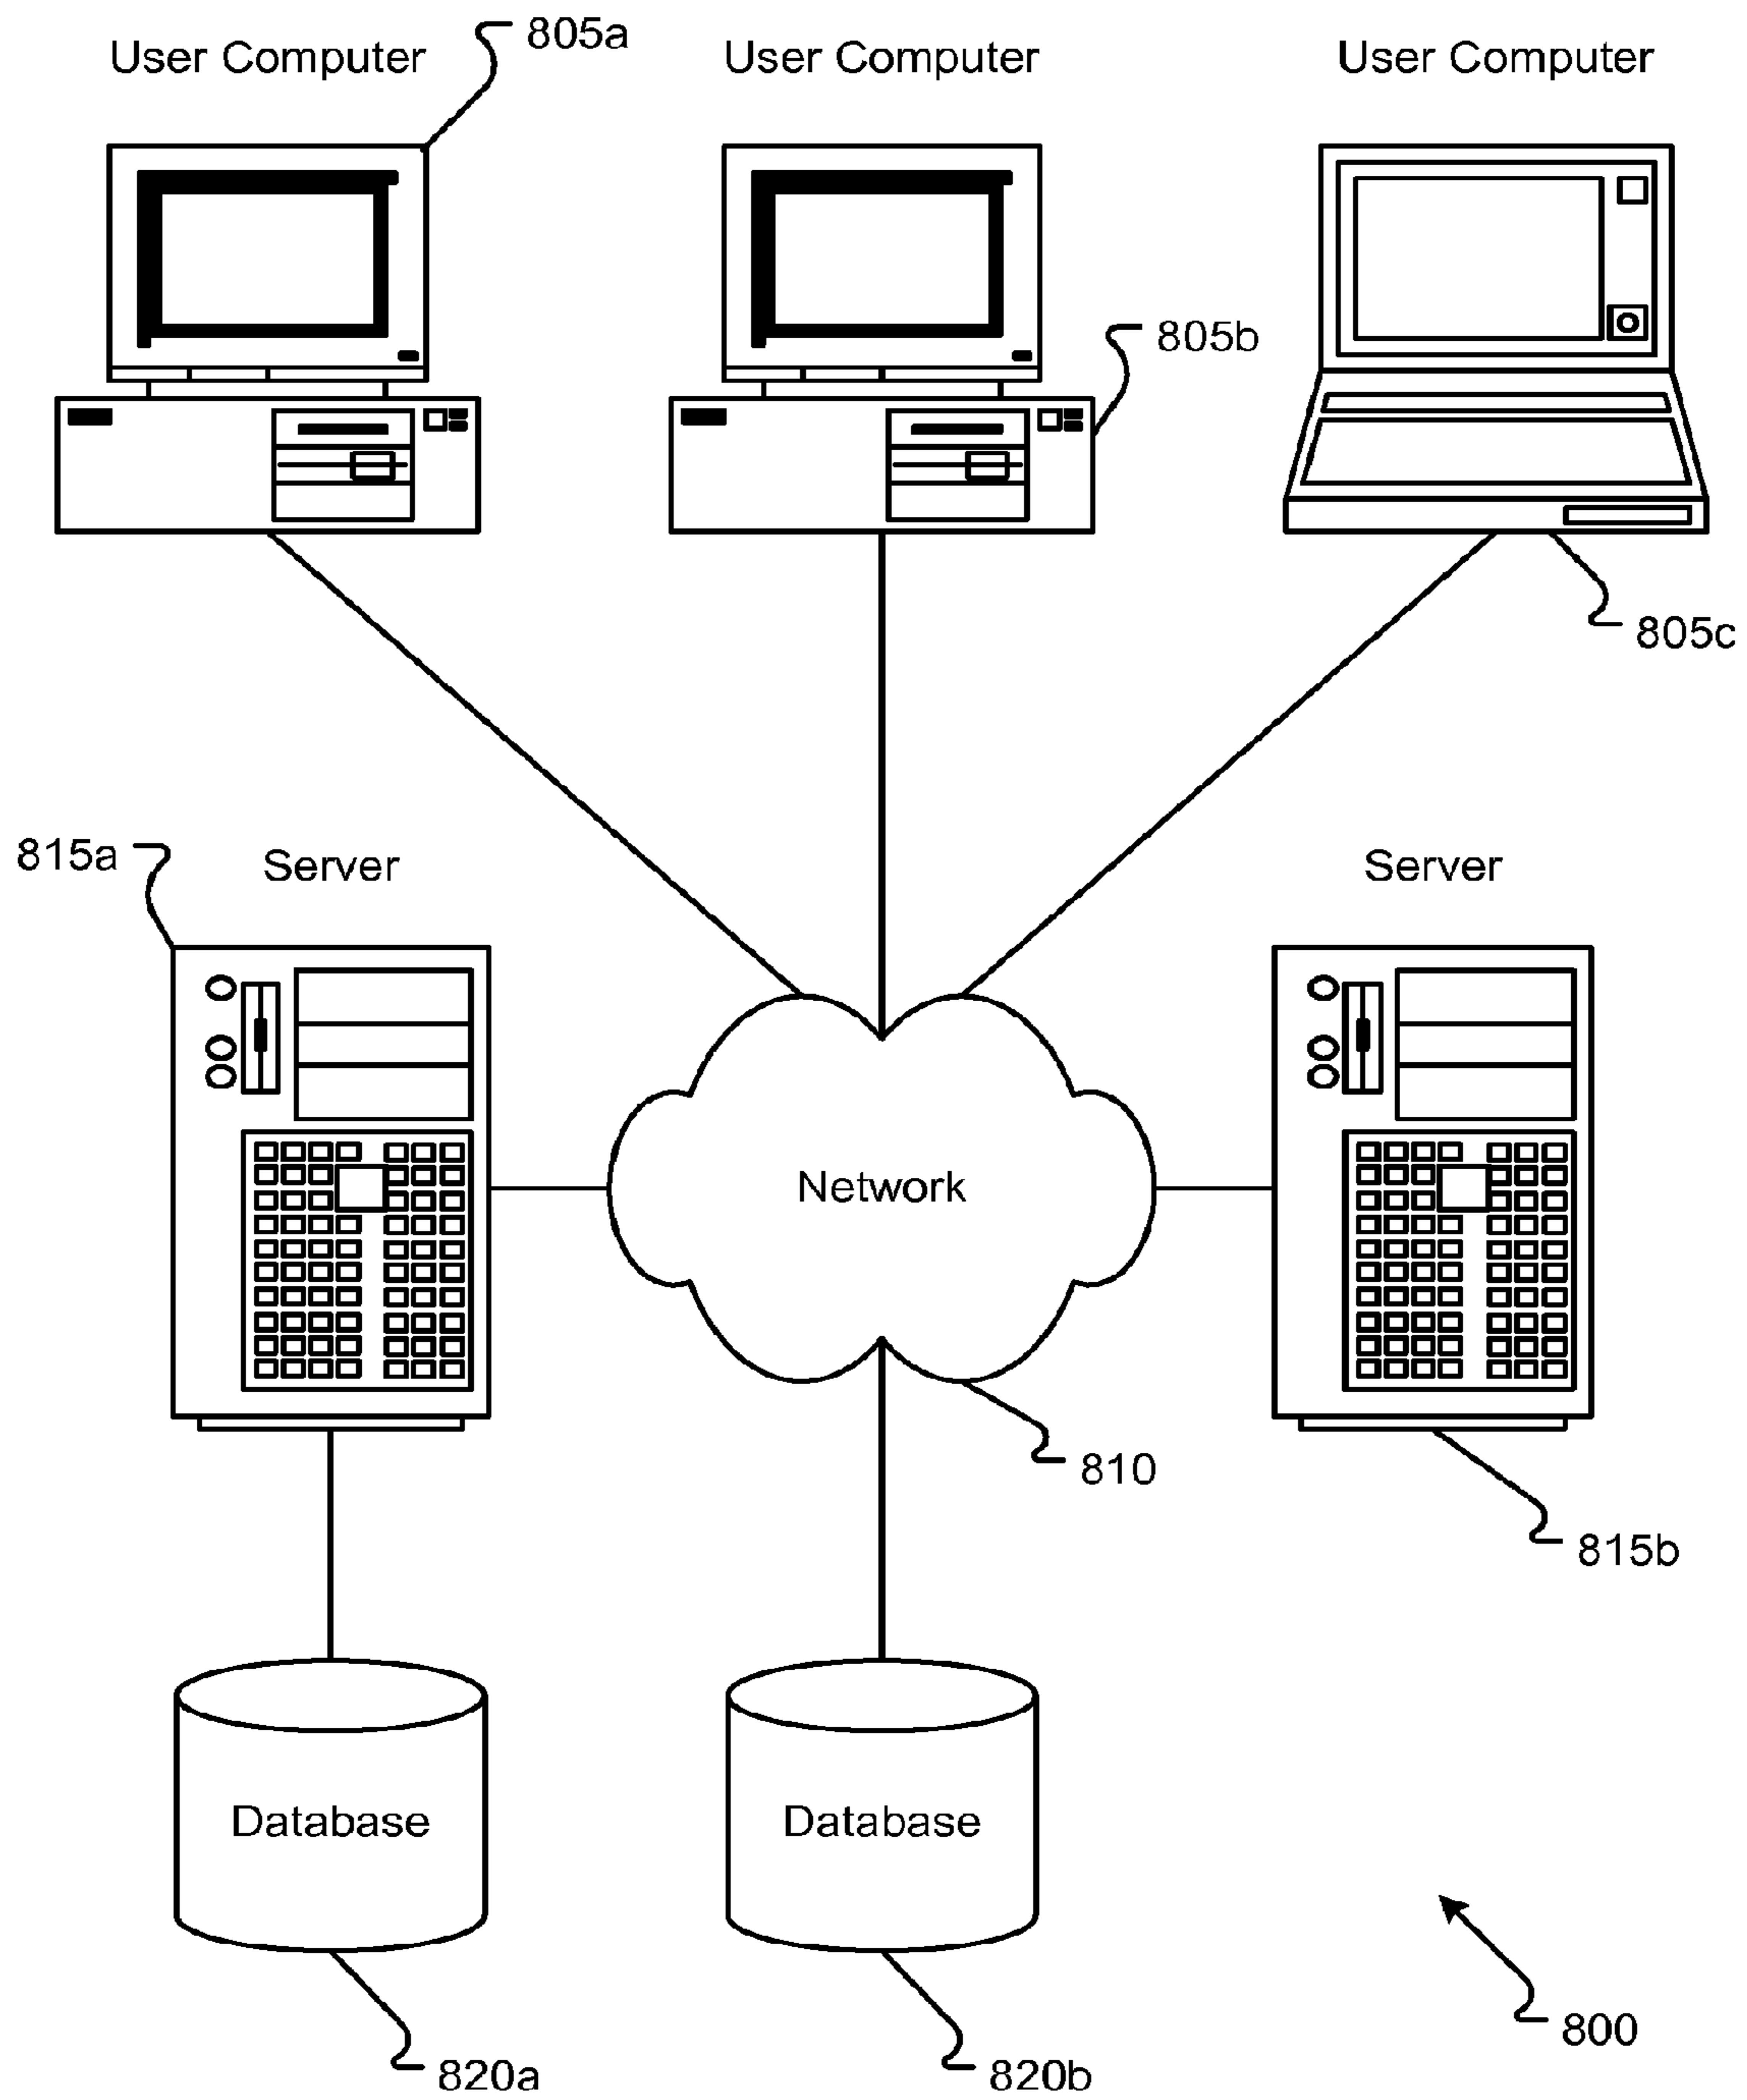 805a
User Computer
User Computer
User Computer
805b
805c
815a
Server
Server
Network
810
815b
Database
Database
800
820a
820b